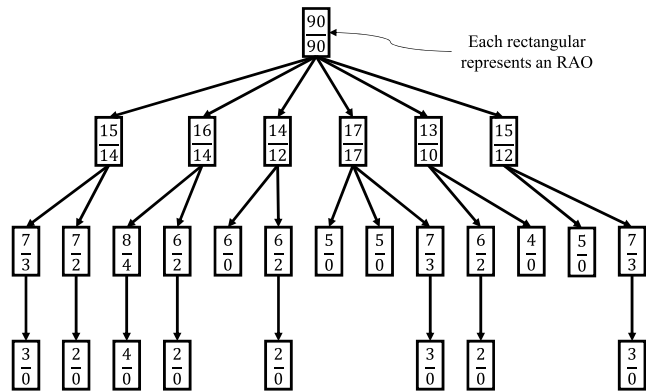 90
90
Each rectangular
represents an RAO
15 16 14 17 13 15
14 14 12 17 10 12
7 7 8 6 6 6 5 5 7 6 4 5 7
3 2 4 2 0 2 0 0 3 2 0 0 3
3 2 4 2 2 3 2 3
0 0 0 0 0 0 0 0